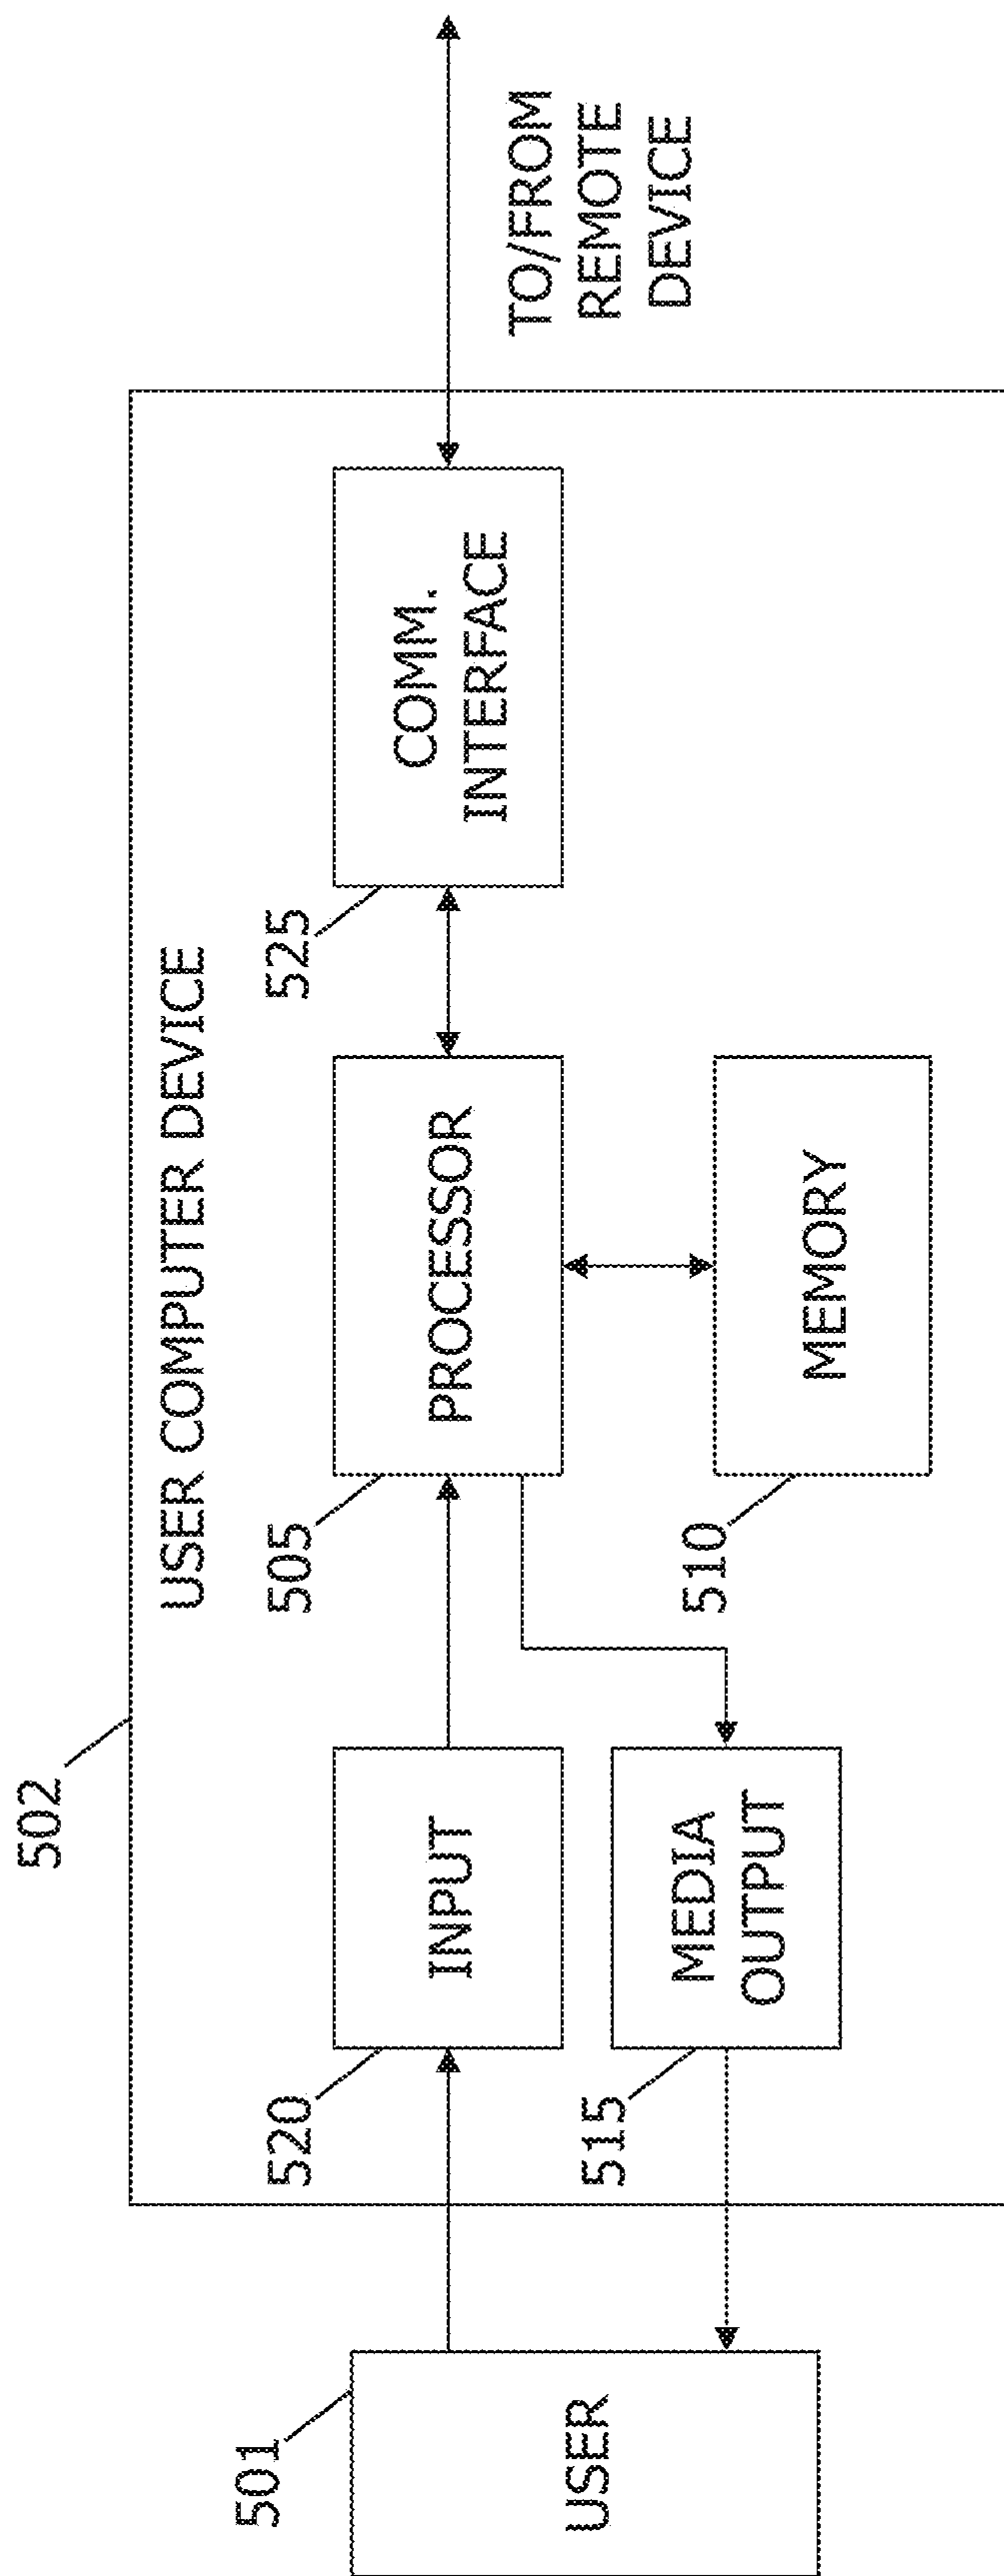 502
USER COMPUTER DEVICE
501
USER
520
INPUT
515
MEDIA
OUTPUT
505
PROCESSOR
510
MEMORY
525
COMM.
INTERFACE
TO/FROM
REMOTE
DEVICE